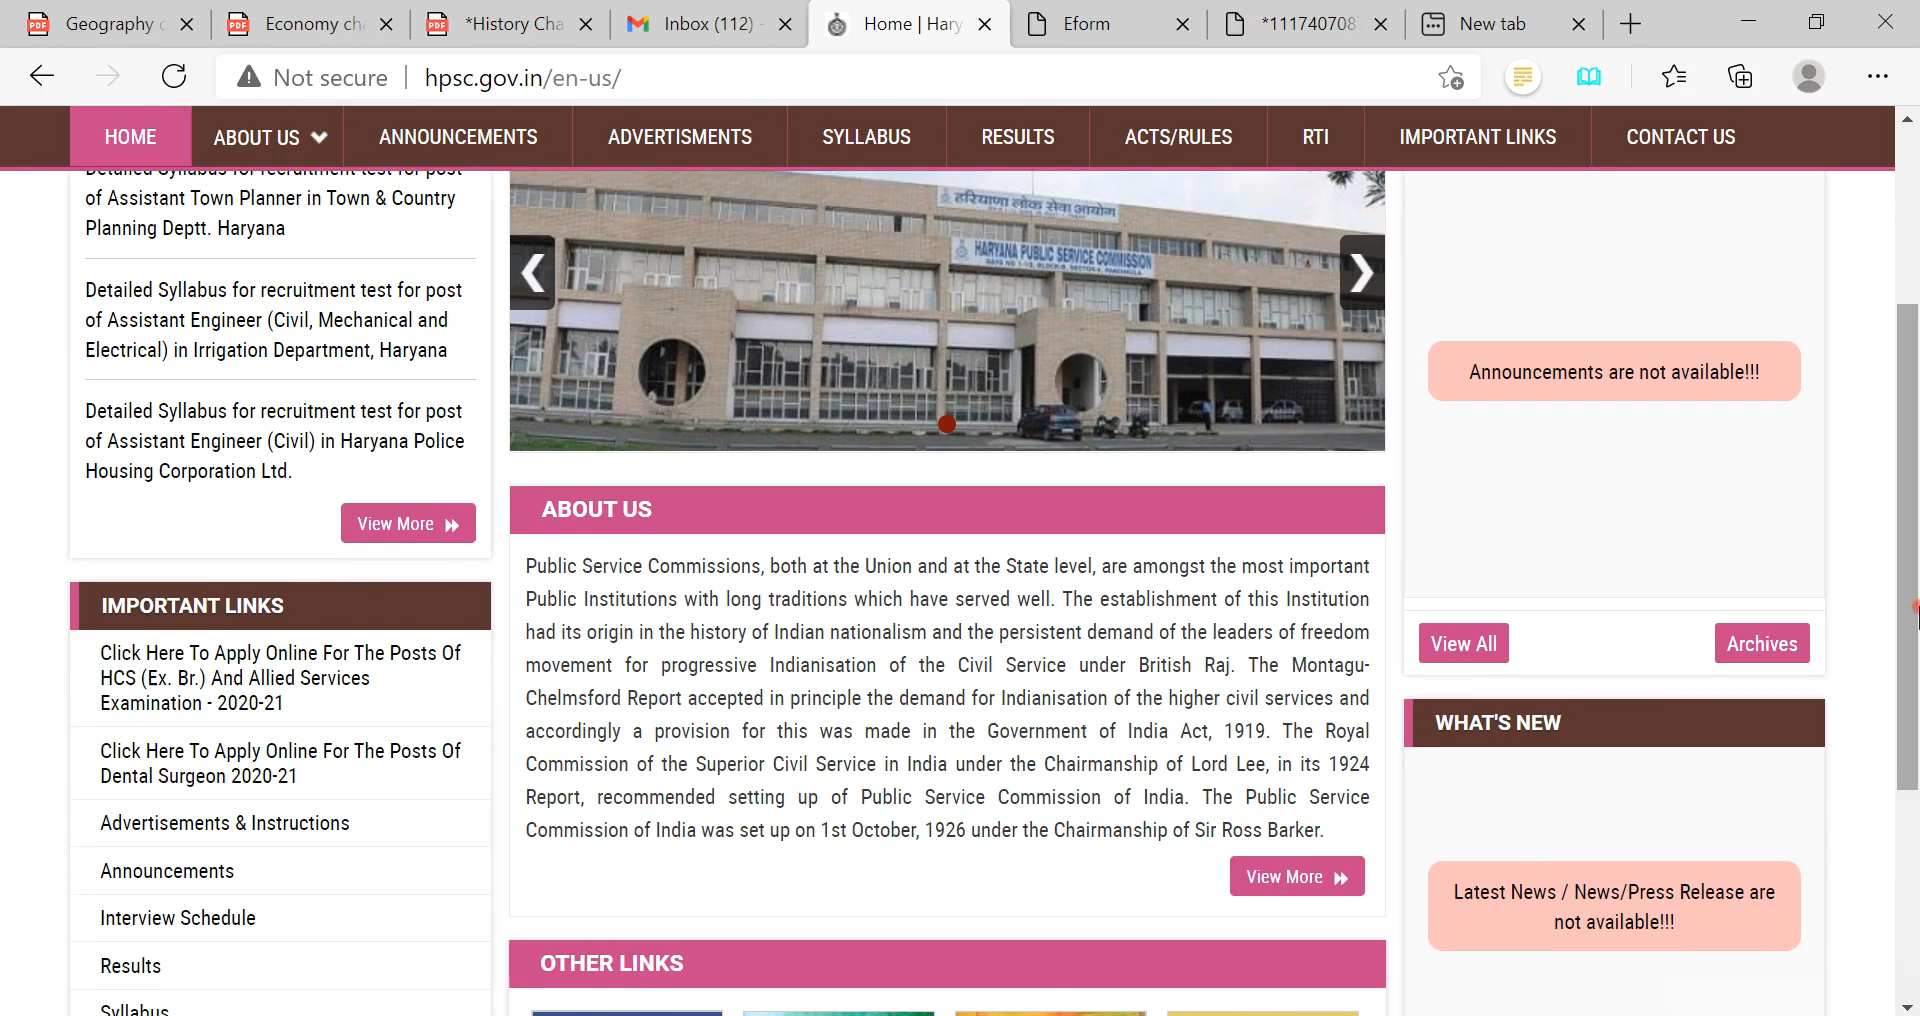 Geography c
Economy ch
*History Cha
Inbox (112) -
Home | Hary
Eform
*111740708
New tab
Not secure | hpsc.gov.in/en-us/
HOME
ABOUT US
ANNOUNCEMENTS
ADVERTISMENTS
SYLLABUS
RESULTS
ACTS/RULES
RTI
IMPORTANT LINKS
CONTACT US
Detailed Syllabus for recruitment test for post
of Assistant Town Planner in Town & Country
Planning Deptt. Haryana
Detailed Syllabus for recruitment test for post
of Assistant Engineer (Civil, Mechanical and
Electrical) in Irrigation Department, Haryana
Detailed Syllabus for recruitment test for post
of Assistant Engineer (Civil) in Haryana Police
Housing Corporation Ltd.
View More
IMPORTANT LINKS
Click Here To Apply Online For The Posts Of
HCS (Ex. Br.) And Allied Services
Examination - 2020-21
Click Here To Apply Online For The Posts Of
Dental Surgeon 2020-21
Advertisements & Instructions
Announcements
Interview Schedule
Results
Syllabus
हरियाणा लोक सेवा आयोग
HARYANA PUBLIC SERVICE COMMISSION
ABOUT US
Public Service Commissions, both at the Union and at the State level, are amongst the most important
Public Institutions with long traditions which have served well. The establishment of this Institution
had its origin in the history of Indian nationalism and the persistent demand of the leaders of freedom
movement for progressive Indianisation of the Civil Service under British Raj. The Montagu-
Chelmsford Report accepted in principle the demand for Indianisation of the higher civil services and
accordingly a provision for this was made in the Government of India Act, 1919. The Royal
Commission of the Superior Civil Service in India under the Chairmanship of Lord Lee, in its 1924
Report, recommended setting up of Public Service Commission of India. The Public Service
Commission of India was set up on 1st October, 1926 under the Chairmanship of Sir Ross Barker.
View More
OTHER LINKS
Announcements are not available!!!
View All
Archives
WHAT'S NEW
Latest News / News/Press Release are
not available!!!